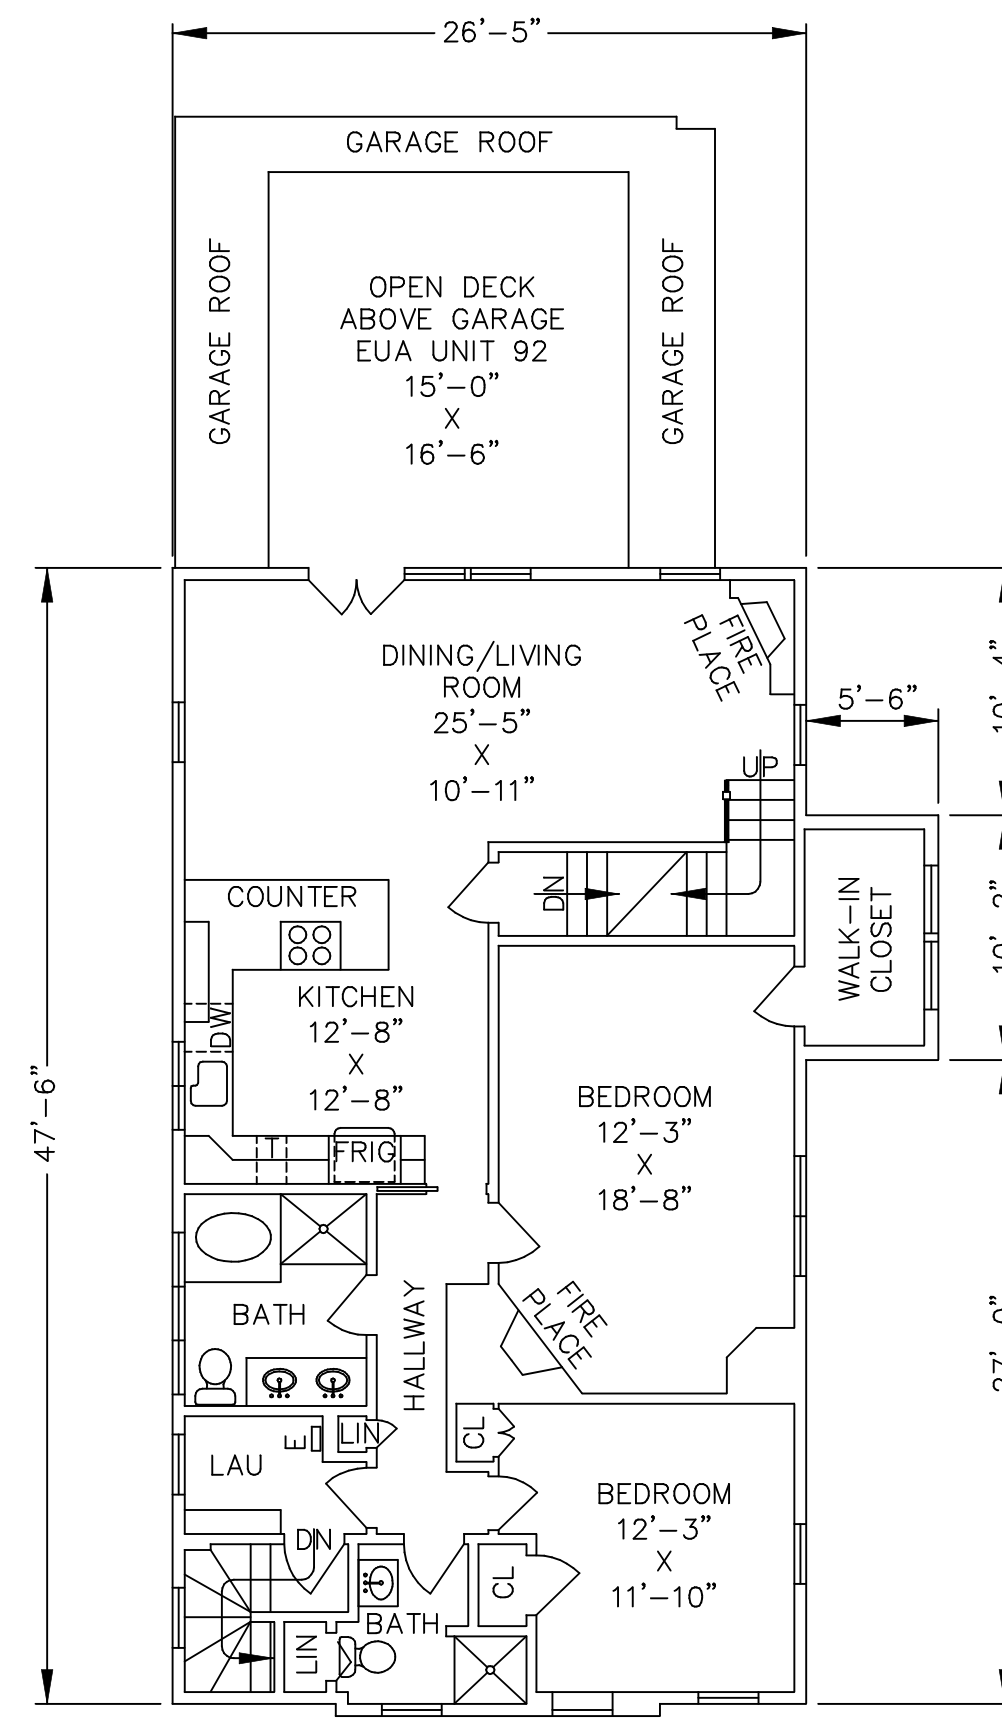 26'-5"
GARAGE ROOF
GARAGE ROOF
GARAGE ROOF
OPEN DECK
ABOVE GARAGE
EUA UNIT 92
15'-0"
X
16'-6"
DINING/LIVING
ROOM
25'-5"
X
10'-11"
FIRE
PLACE
5'-6"
UP
DN
WALK-IN
CLOSET
COUNTER
KITCHEN
12'-8"
X
12'-8"
DW
T
FRIG
47'-6"
BEDROOM
12'-3"
X
18'-8"
FIRE
PLACE
BATH
HALLWAY
LIN
CL
E
LAU
BEDROOM
12'-3"
X
11'-10"
DN
CL
BATH
LIN